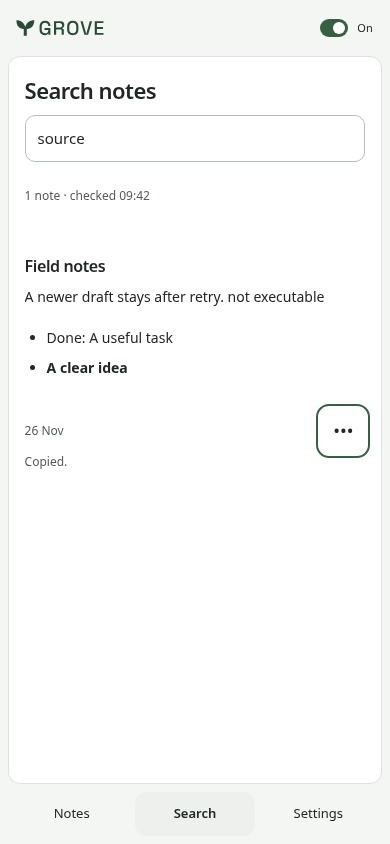 GROVE
On
Search notes
source
1 note · checked 09:42
Field notes
A newer draft stays after retry. not executable
Done: A useful task
A clear idea
26 Nov
Copied.
Notes
Search
Settings